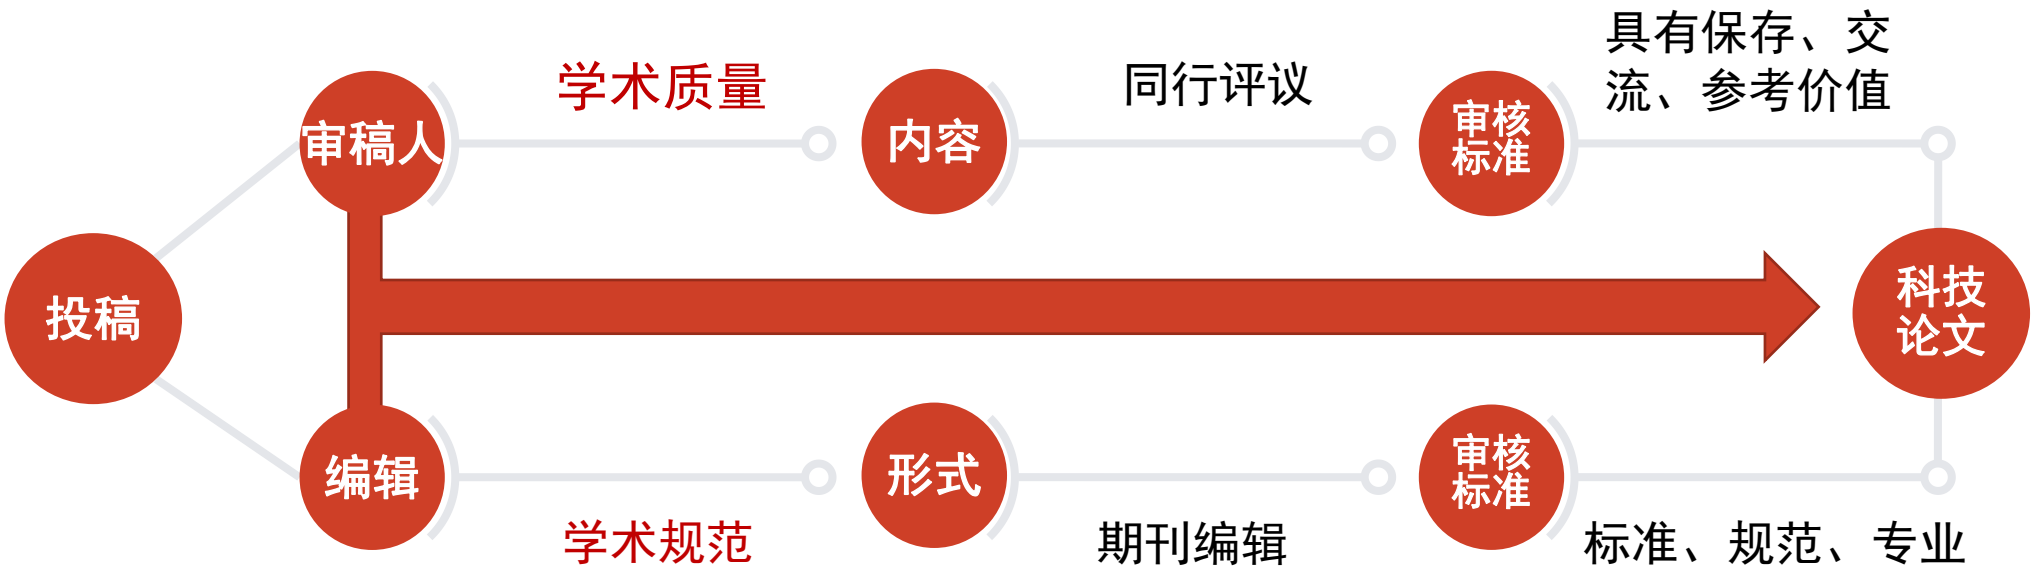 具有保存、交
流、参考价值
学术质量
同行评议
审稿人
内容
审核
标准
投稿
科技
论文
编辑
形式
审核
标准
学术规范
期刊编辑
标准、规范、专业